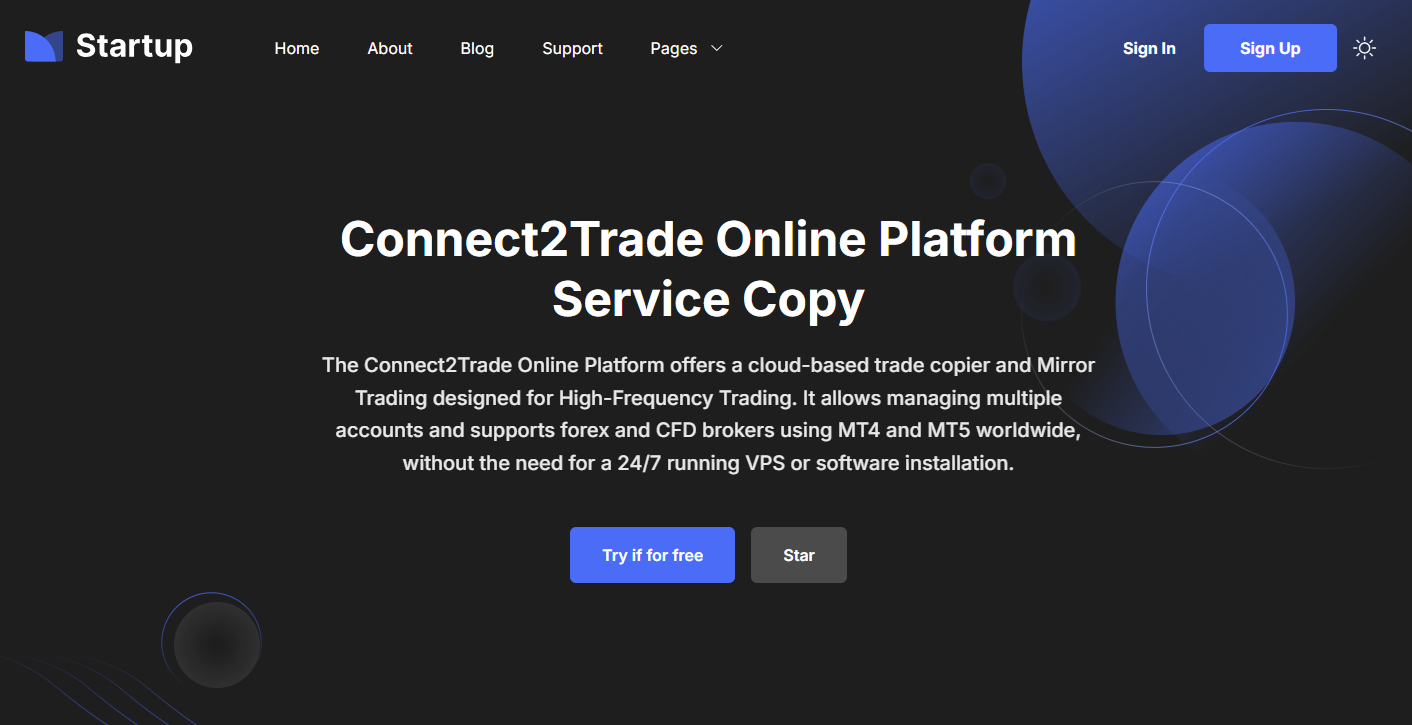 Startup
Home
About
Blog
Support
Pages
Sign In
Sign Up
Connect2Trade Online Platform
Service Copy
The Connect2Trade Online Platform offers a cloud-based trade copier and Mirror
Trading designed for High-Frequency Trading. It allows managing multiple
accounts and supports forex and CFD brokers using MT4 and MT5 worldwide,
without the need for a 24/7 running VPS or software installation.
Try if for free
Star